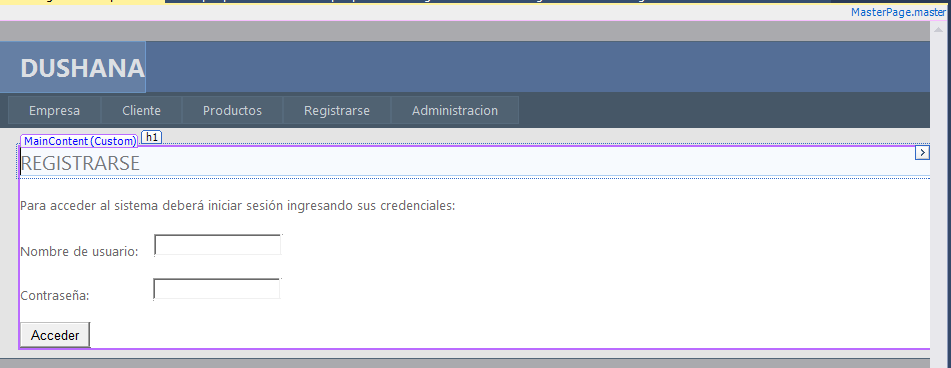 MasterPage.master
DUSHANA
Empresa Cliente Productos Registrarse Administracion
MainContent (Custom) h1
REGISTRARSE
Para acceder al sistema deberá iniciar sesión ingresando sus credenciales:
Nombre de usuario:
Contraseña:
Acceder